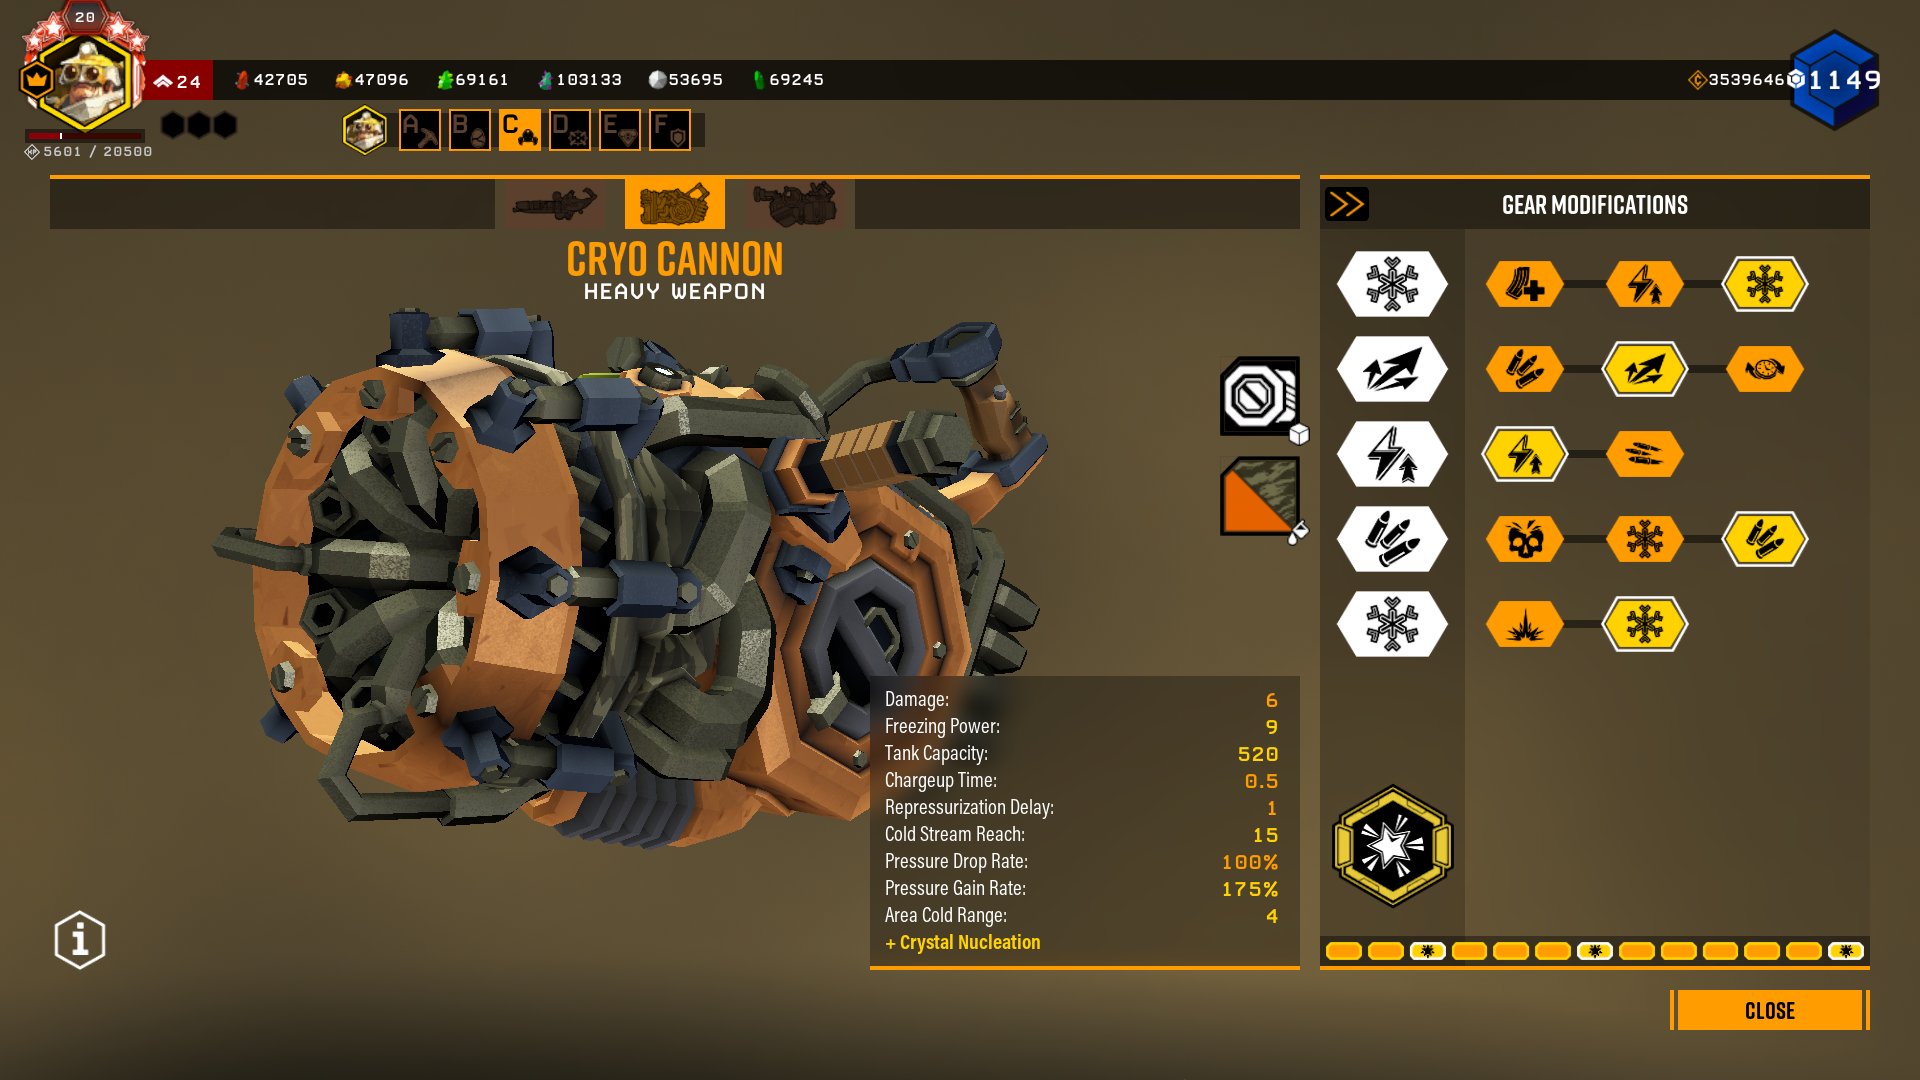 20
24
42705 47096 69161 103133 53695 69245
3539646 1149
HP 5601 / 20500
A B C D E F
GEAR MODIFICATIONS
CRYO CANNON
HEAVY WEAPON
Damage: 6
Freezing Power: 9
Tank Capacity: 520
Chargeup Time: 0.5
Repressurization Delay: 1
Cold Stream Reach: 15
Pressure Drop Rate: 100%
Pressure Gain Rate: 175%
Area Cold Range: 4
+ Crystal Nucleation
CLOSE